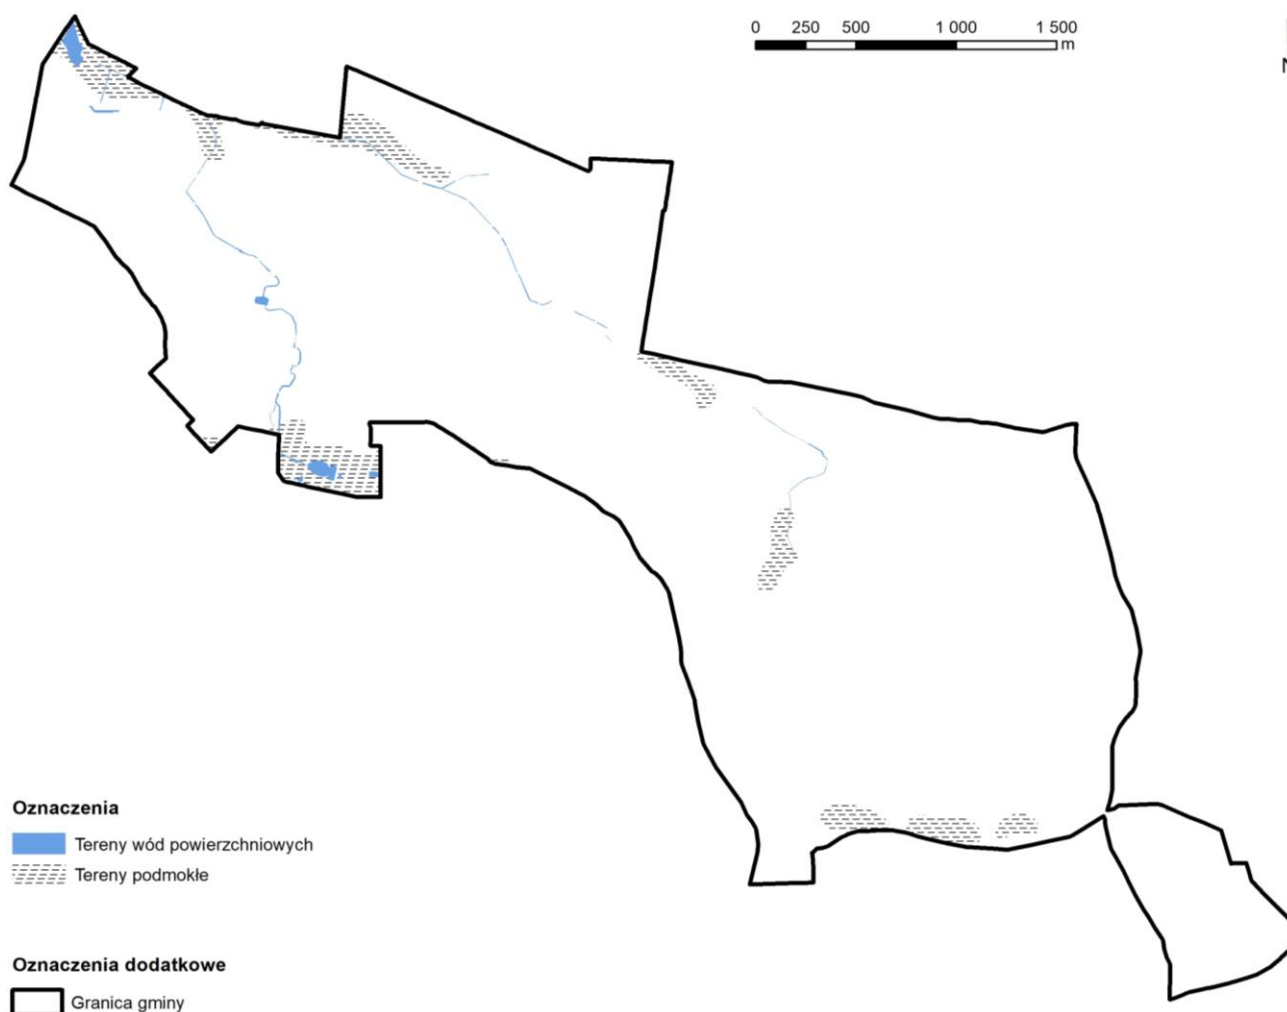 0 250 500 1 000 1 500
m
N
Oznaczenia
Tereny wód powierzchniowych
Tereny podmokłe
Oznaczenia dodatkowe
Granica gminy